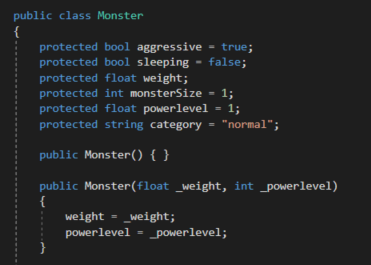 public class Monster
{
protected bool aggressive = true;
protected bool sleeping = false;
protected float weight;
protected int monsterSize = 1;
protected float powerlevel = 1;
protected string category = "normal";
public Monster() { }
public Monster(float _weight, int _powerlevel)
{
weight = _weight;
powerlevel = _powerlevel;
}